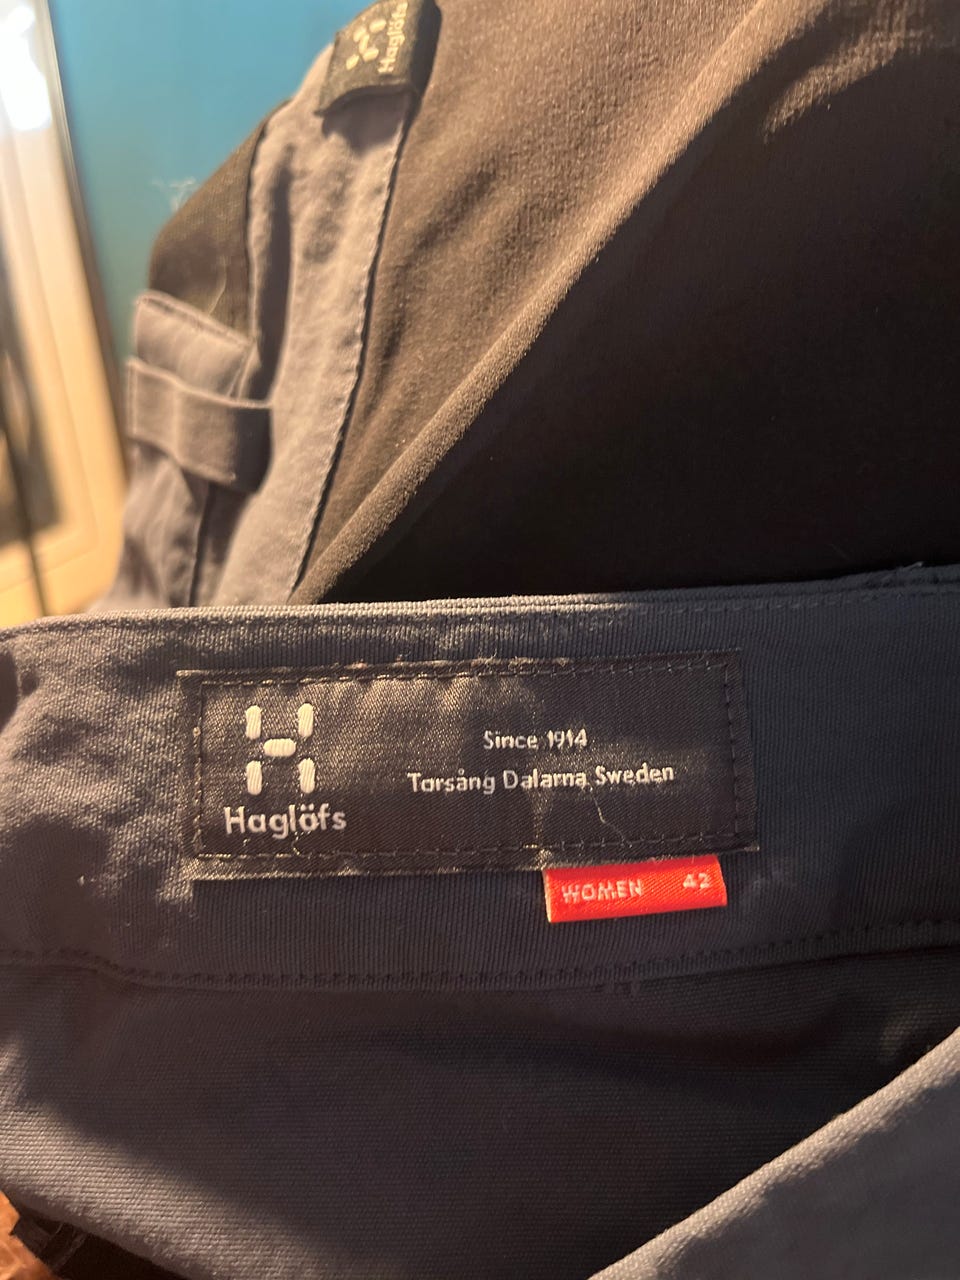 Haglöfs
Since 1914
Torsång Dalarna, Sweden
Haglöfs
WOMEN 42